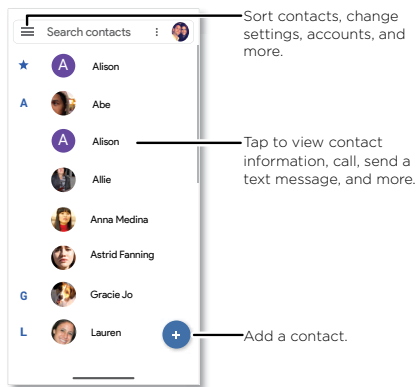 Search contacts
Sort contacts, change
settings, accounts, and
more.
A Alison
A A Abe
A Alison
Tap to view contact
information, call, send a
text message, and more.
Allie
Anna Medina
Astrid Fanning
G Gracie Jo
L Lauren
Add a contact.